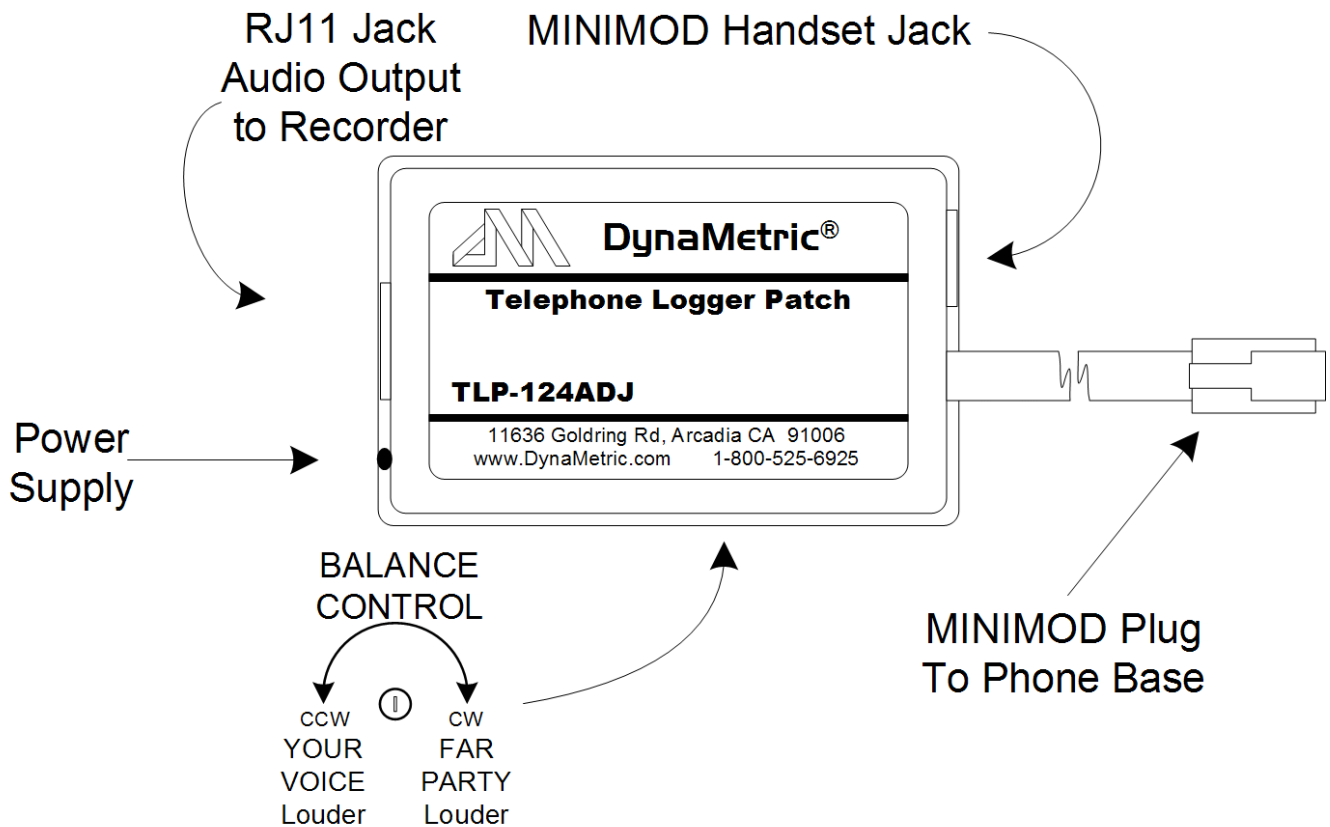 RJ11 Jack
Audio Output
to Recorder
MINIMOD Handset Jack
DynaMetric®
Telephone Logger Patch
TLP-124ADJ
11636 Goldring Rd, Arcadia CA 91006
www.DynaMetric.com 1-800-525-6925
Power
Supply
BALANCE
CONTROL
CCW
YOUR
VOICE
Louder
CW
FAR
PARTY
Louder
MINIMOD Plug
To Phone Base